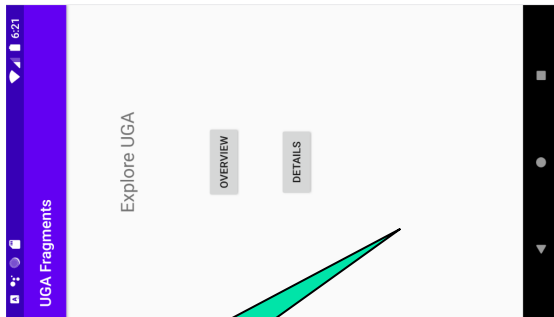 6:21
UGA Fragments
Explore UGA
OVERVIEW
DETAILS